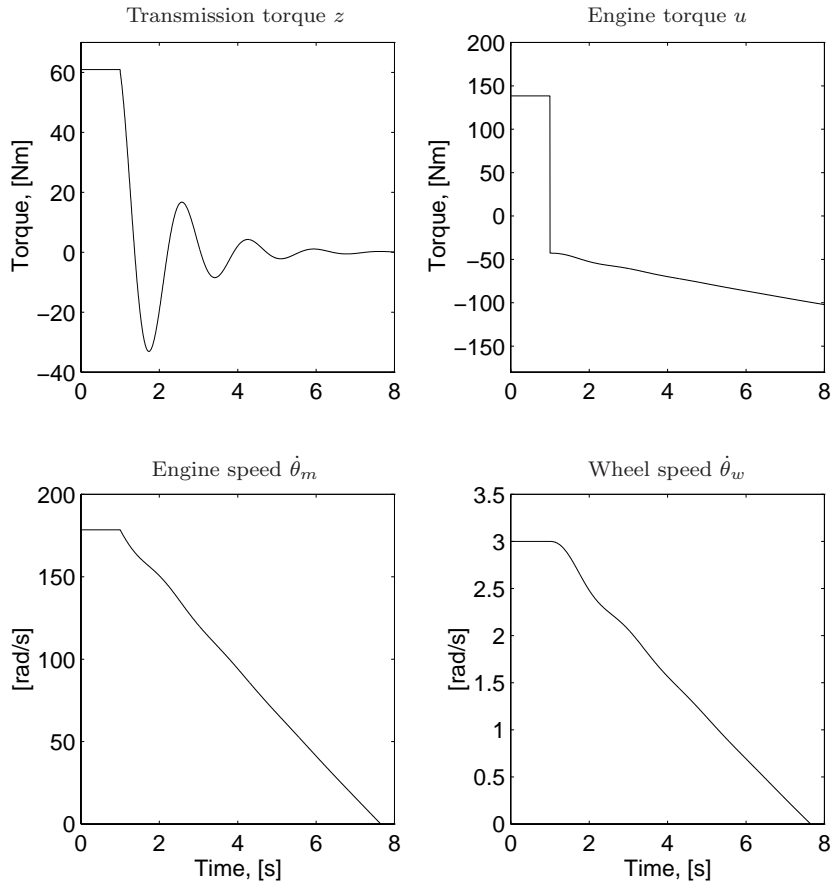 Transmission torque z
Engine torque u
Torque, [Nm]
60
40
20
0
−20
−40
0 2 4 6 8
Torque, [Nm]
200
150
100
50
0
−50
−100
−150
0 2 4 6 8
Engine speed θ̇m
Wheel speed θ̇w
[rad/s]
200
150
100
50
0
0 2 4 6 8
Time, [s]
[rad/s]
3.5
3
2.5
2
1.5
1
0.5
0
0 2 4 6 8
Time, [s]